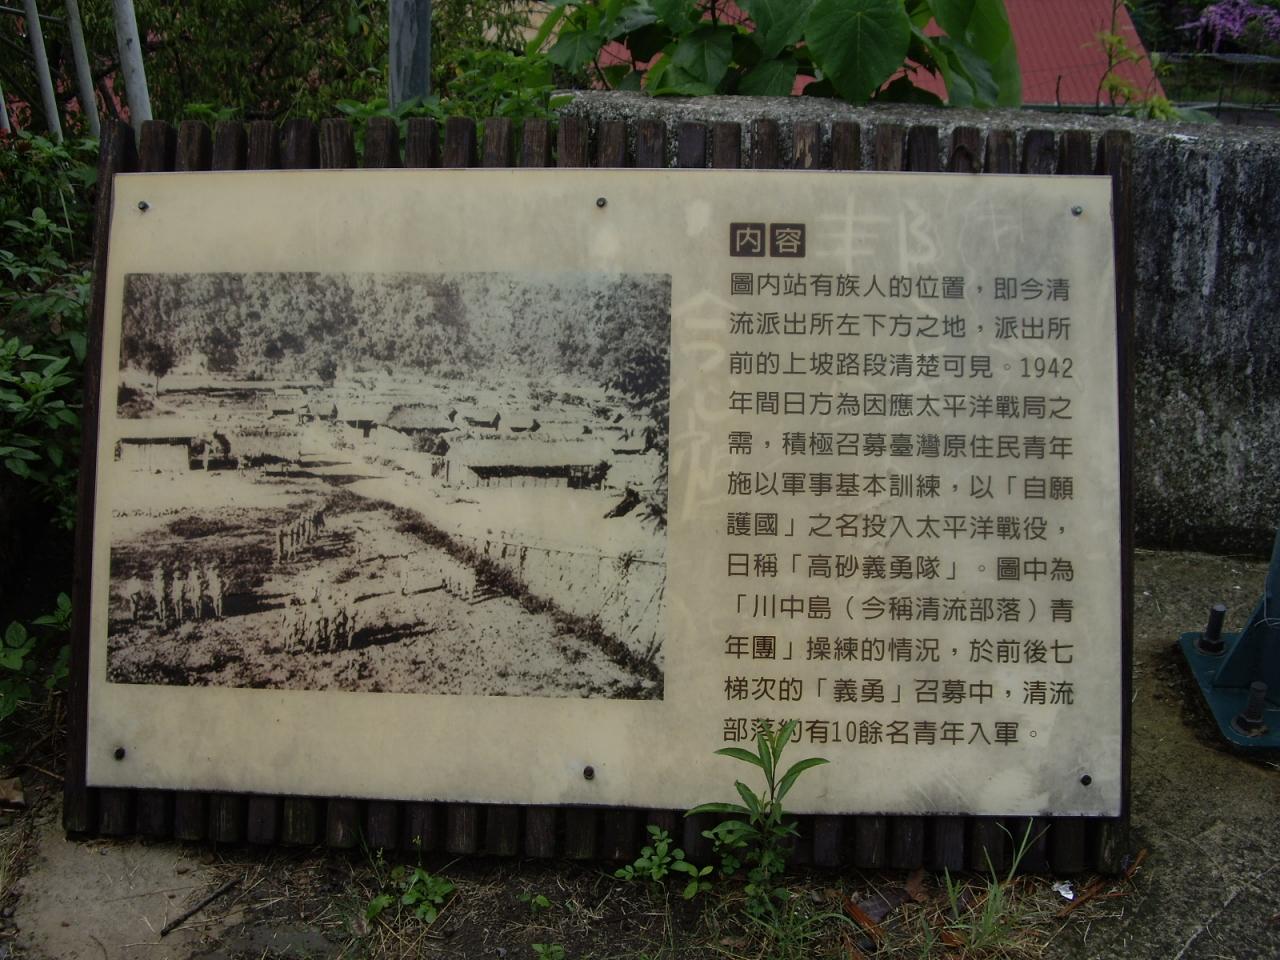 内容
圖内站有族人的位置，即今清
流派出所左下方之地，派出所
前的上坡路段清楚可見。1942
年間日方為因應太平洋戰局之
需，積極召募臺灣原住民青年
施以軍事基本訓練，以「自願
護國」之名投入太平洋戰役，
日稱「高砂義勇隊」。圖中為
「川中島（今稱清流部落）青
年團」操練的情況，於前後七
梯次的「義勇」召募中，清流
部落約有10餘名青年入軍。